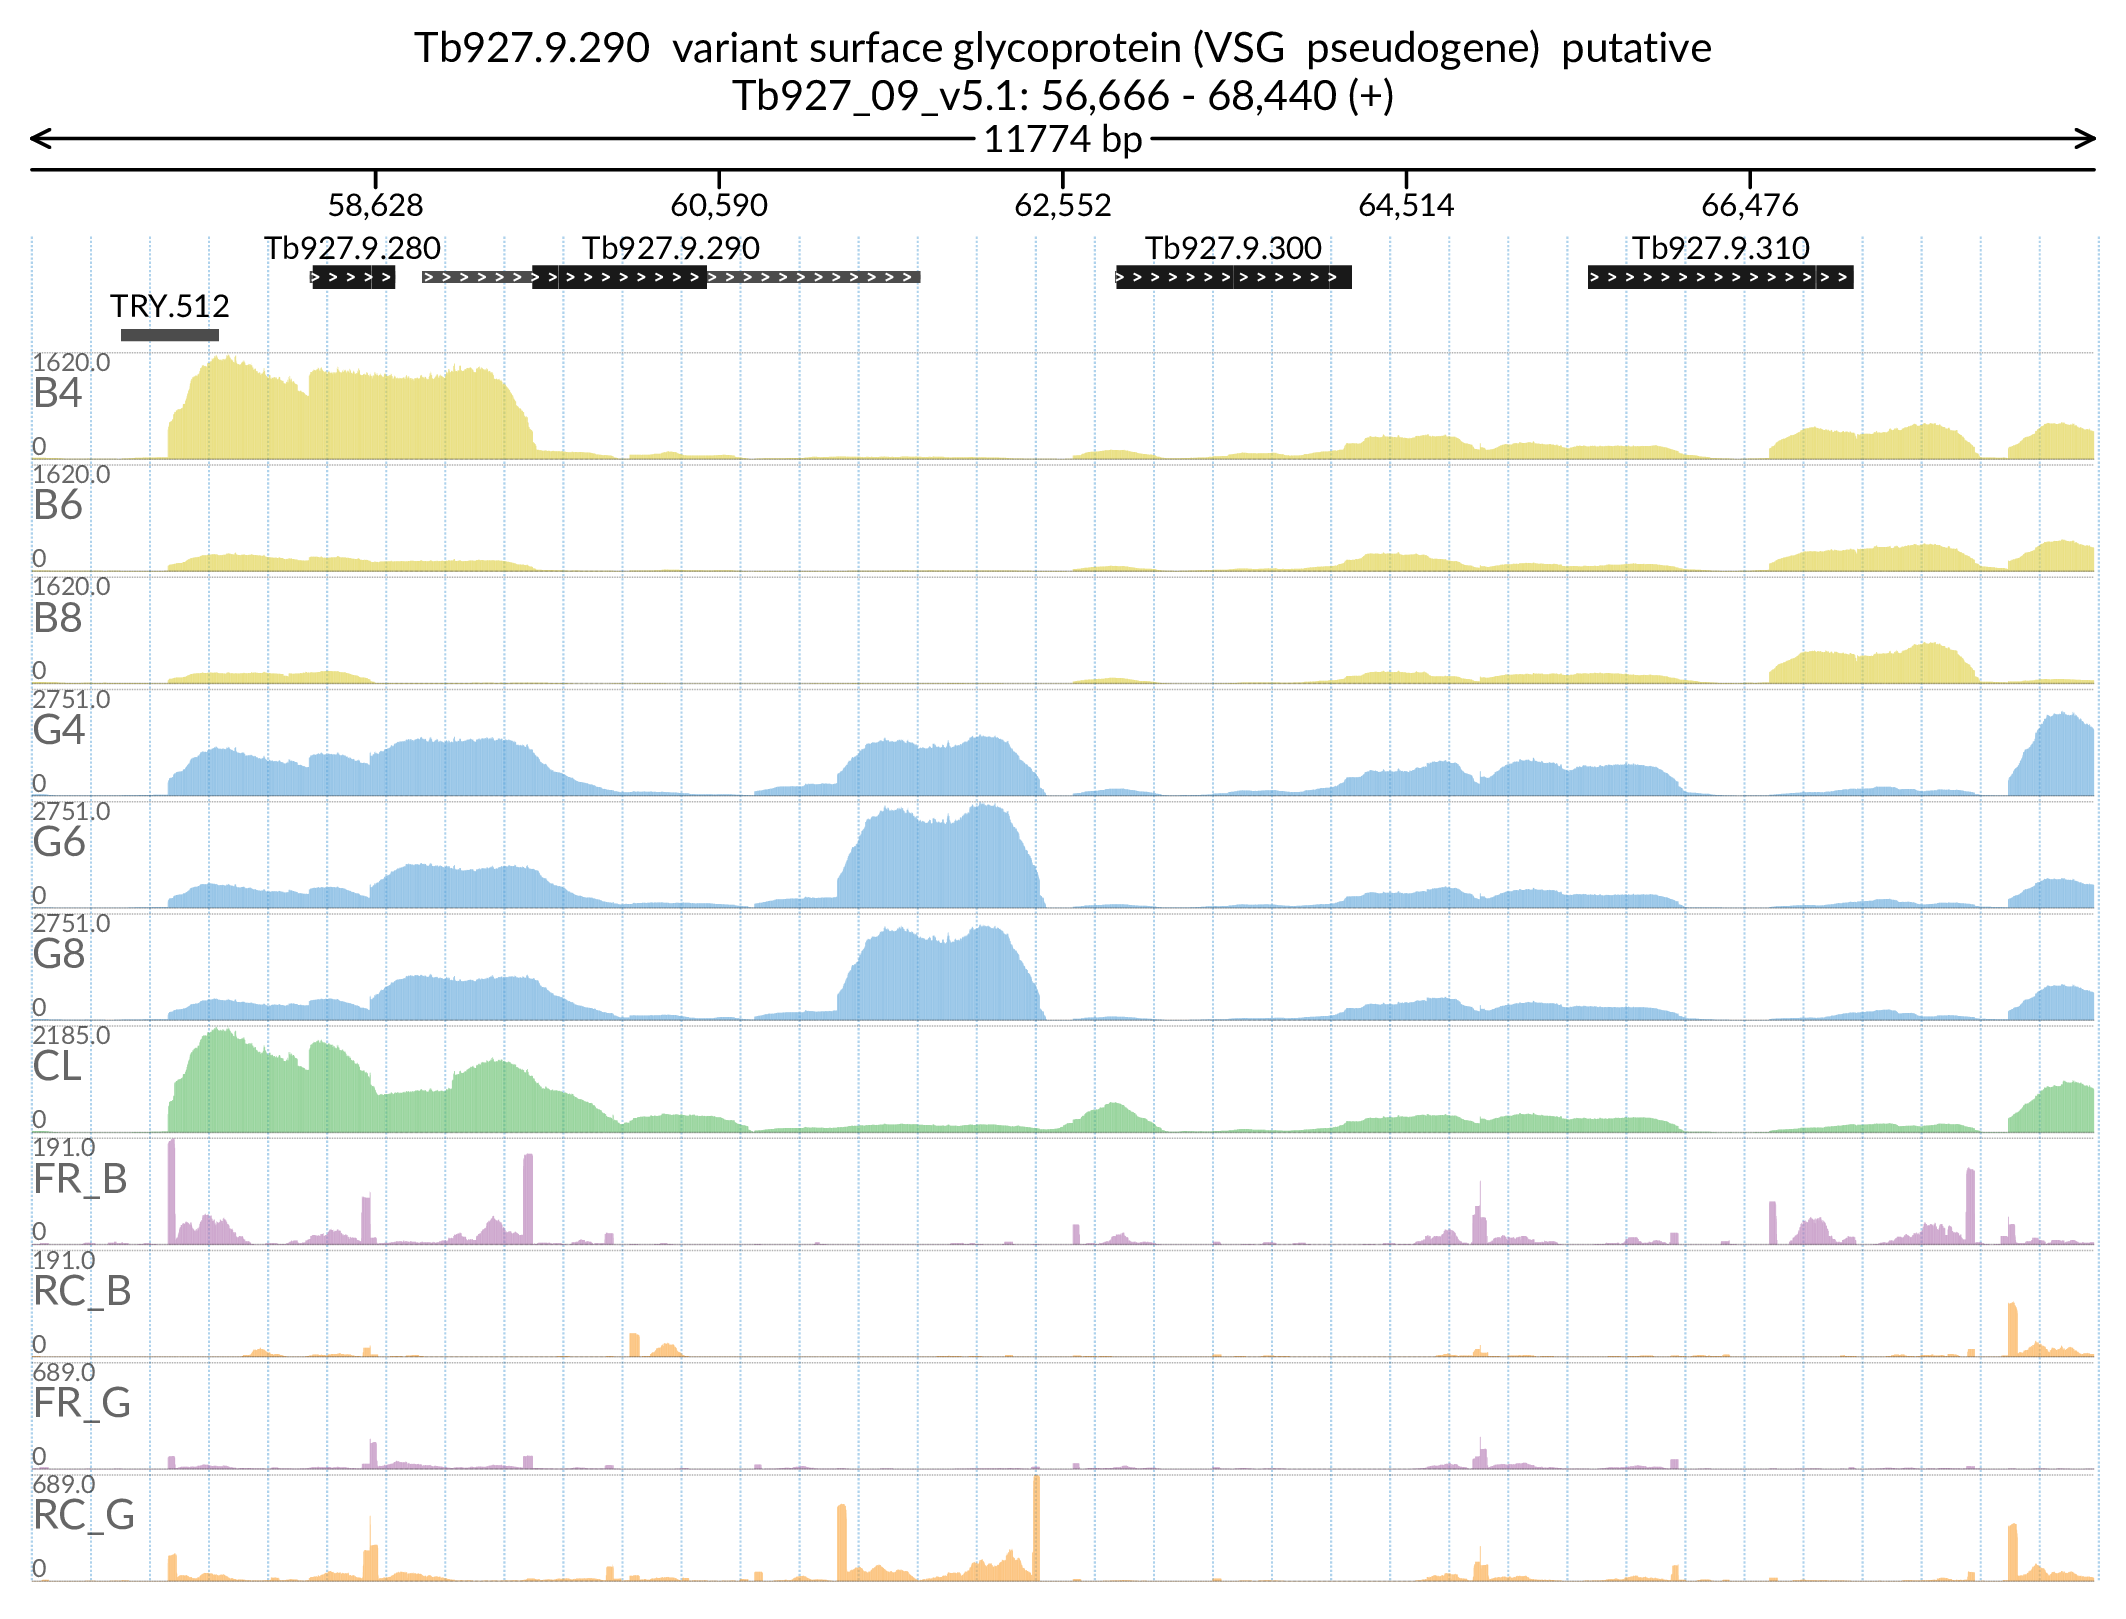 Tb927.9.290 variant surface glycoprotein (VSG pseudogene) putative
Tb927_09_v5.1: 56,666 - 68,440 (+)
11774 bp
58,628 60,590 62,552 64,514 66,476
Tb927.9.280 Tb927.9.290 Tb927.9.300 Tb927.9.310
TRY.512
1620.0
B4
0
1620.0
B6
0
1620.0
B8
0
2751.0
G4
0
2751.0
G6
0
2751.0
G8
0
2185.0
CL
0
191.0
FR_B
0
191.0
RC_B
0
689.0
FR_G
0
689.0
RC_G
0